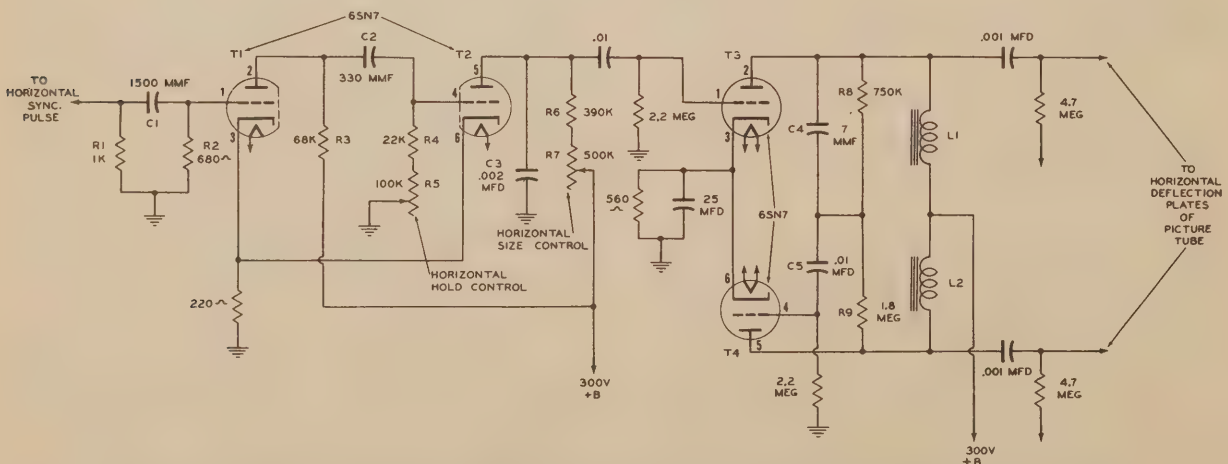 6SN7
TO
HORIZONTAL
SYNC.
PULSE
1500 MMF
C1
R1
1K
R2
680~
T1
2
1
3
C2
330 MMF
68K R3
22K R4
100K R5
HORIZONTAL
HOLD CONTROL
220 ~
T2
5
4
6
C3
.002
MFD
R6 390K
R7 500K
HORIZONTAL
SIZE CONTROL
300V
+B
.01
2.2 MEG
560
~
25
MFD
T3
2
1
3
6SN7
6
4
5
T4
C4
7
MMF
C5
.01
MFD
R8
750K
R9
1.8
MEG
2.2
MEG
L1
L2
300V
+B
.001 MFD
4.7
MEG
TO
HORIZONTAL
DEFLECTION
PLATES
OF
PICTURE
TUBE
.001 MFD
4.7
MEG